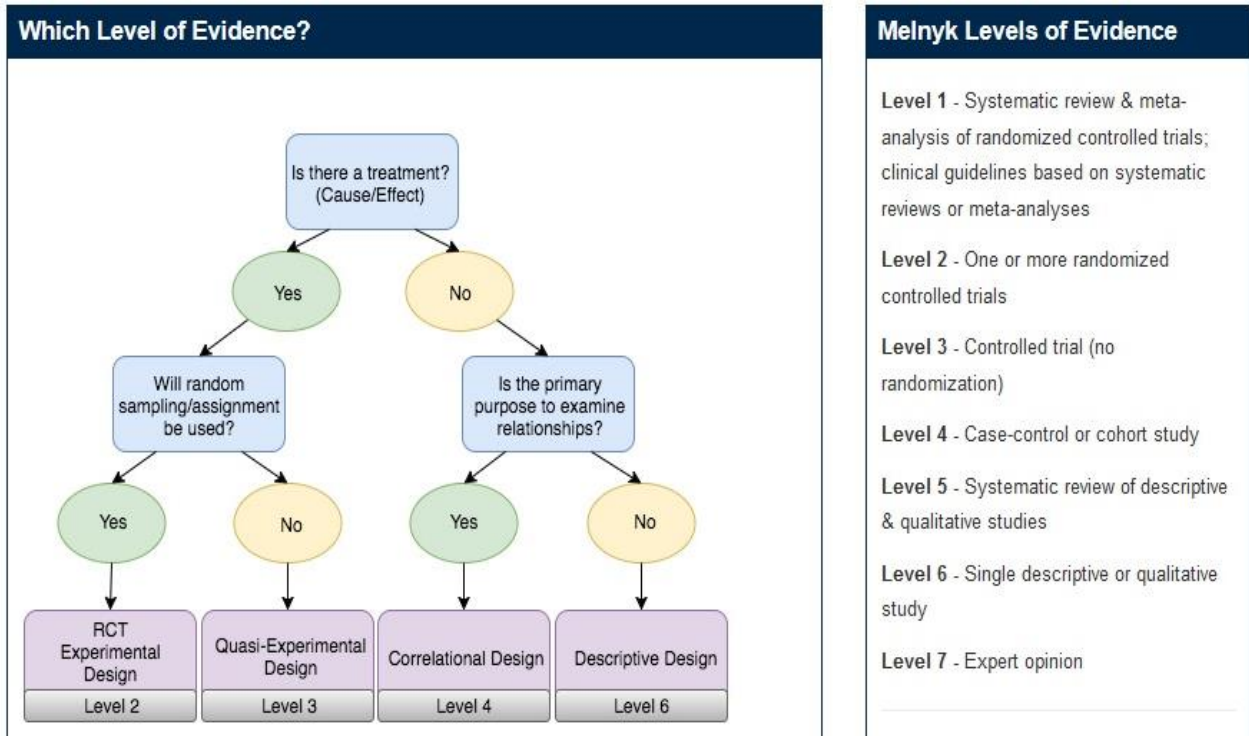 Which Level of Evidence?
Is there a treatment?
(Cause/Effect)
Yes
No
Will random
sampling/assignment
be used?
Is the primary
purpose to examine
relationships?
Yes
No
Yes
No
RCT
Experimental
Design
Level 2
Quasi-Experimental
Design
Level 3
Correlational Design
Level 4
Descriptive Design
Level 6
Melnyk Levels of Evidence
Level 1 - Systematic review & meta-
analysis of randomized controlled trials;
clinical guidelines based on systematic
reviews or meta-analyses
Level 2 - One or more randomized
controlled trials
Level 3 - Controlled trial (no
randomization)
Level 4 - Case-control or cohort study
Level 5 - Systematic review of descriptive
& qualitative studies
Level 6 - Single descriptive or qualitative
study
Level 7 - Expert opinion